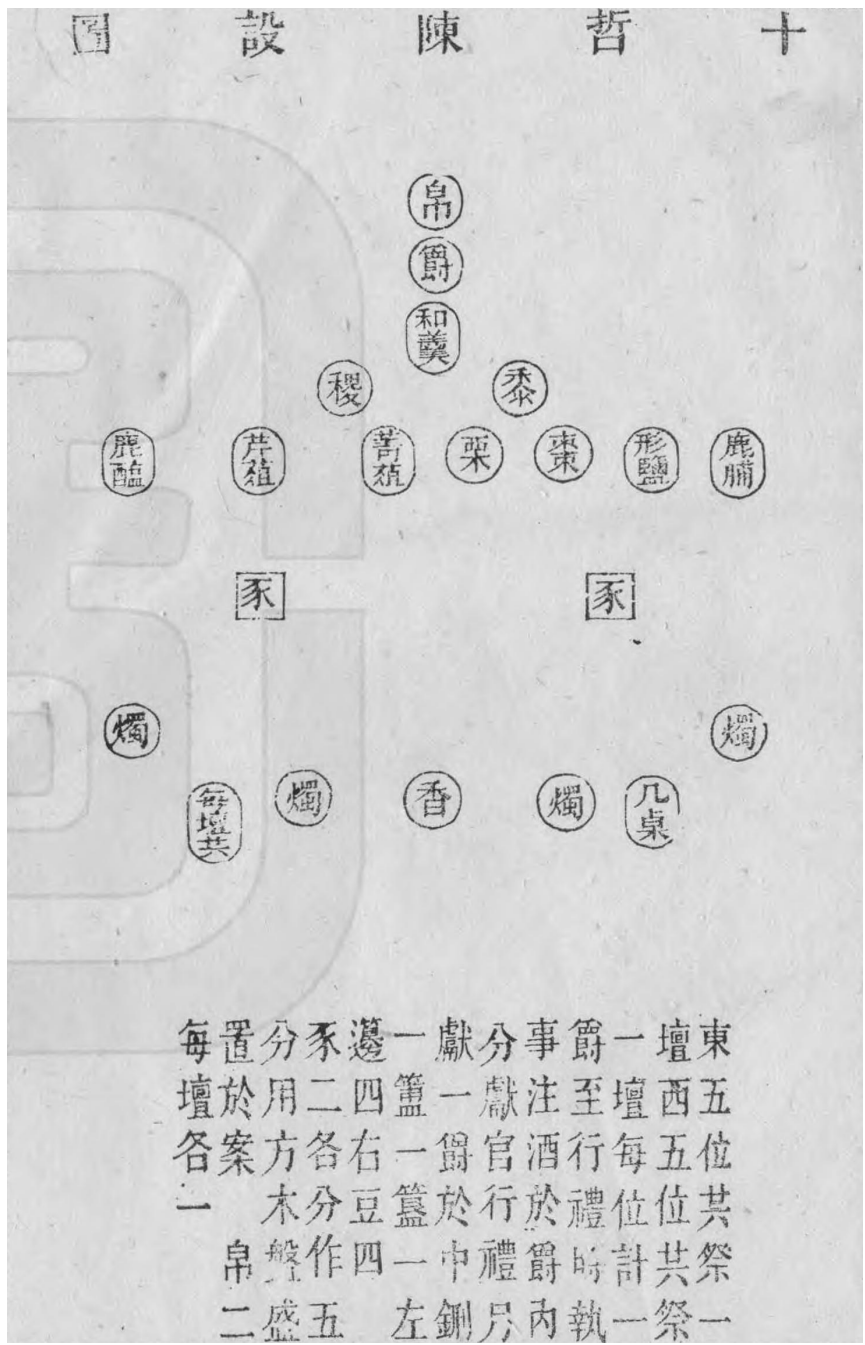 十哲陳設圖
帛
爵
和羹
黍
稷
鹿脯
形鹽
棗
栗
菁葅
芹葅
鹿醢
豕
豕
燭
燭
几桌
燭
香
燭
每壇共
東五位共祭一
壇西五位共祭
一壇每位計一
爵至行禮時執
事注酒於爵內
分獻官行禮只
獻一爵於中鉶
一簠一簋一左
籩四右豆四
豕二各分作五
分用方木盤盛
置於案 帛二
每壇各一